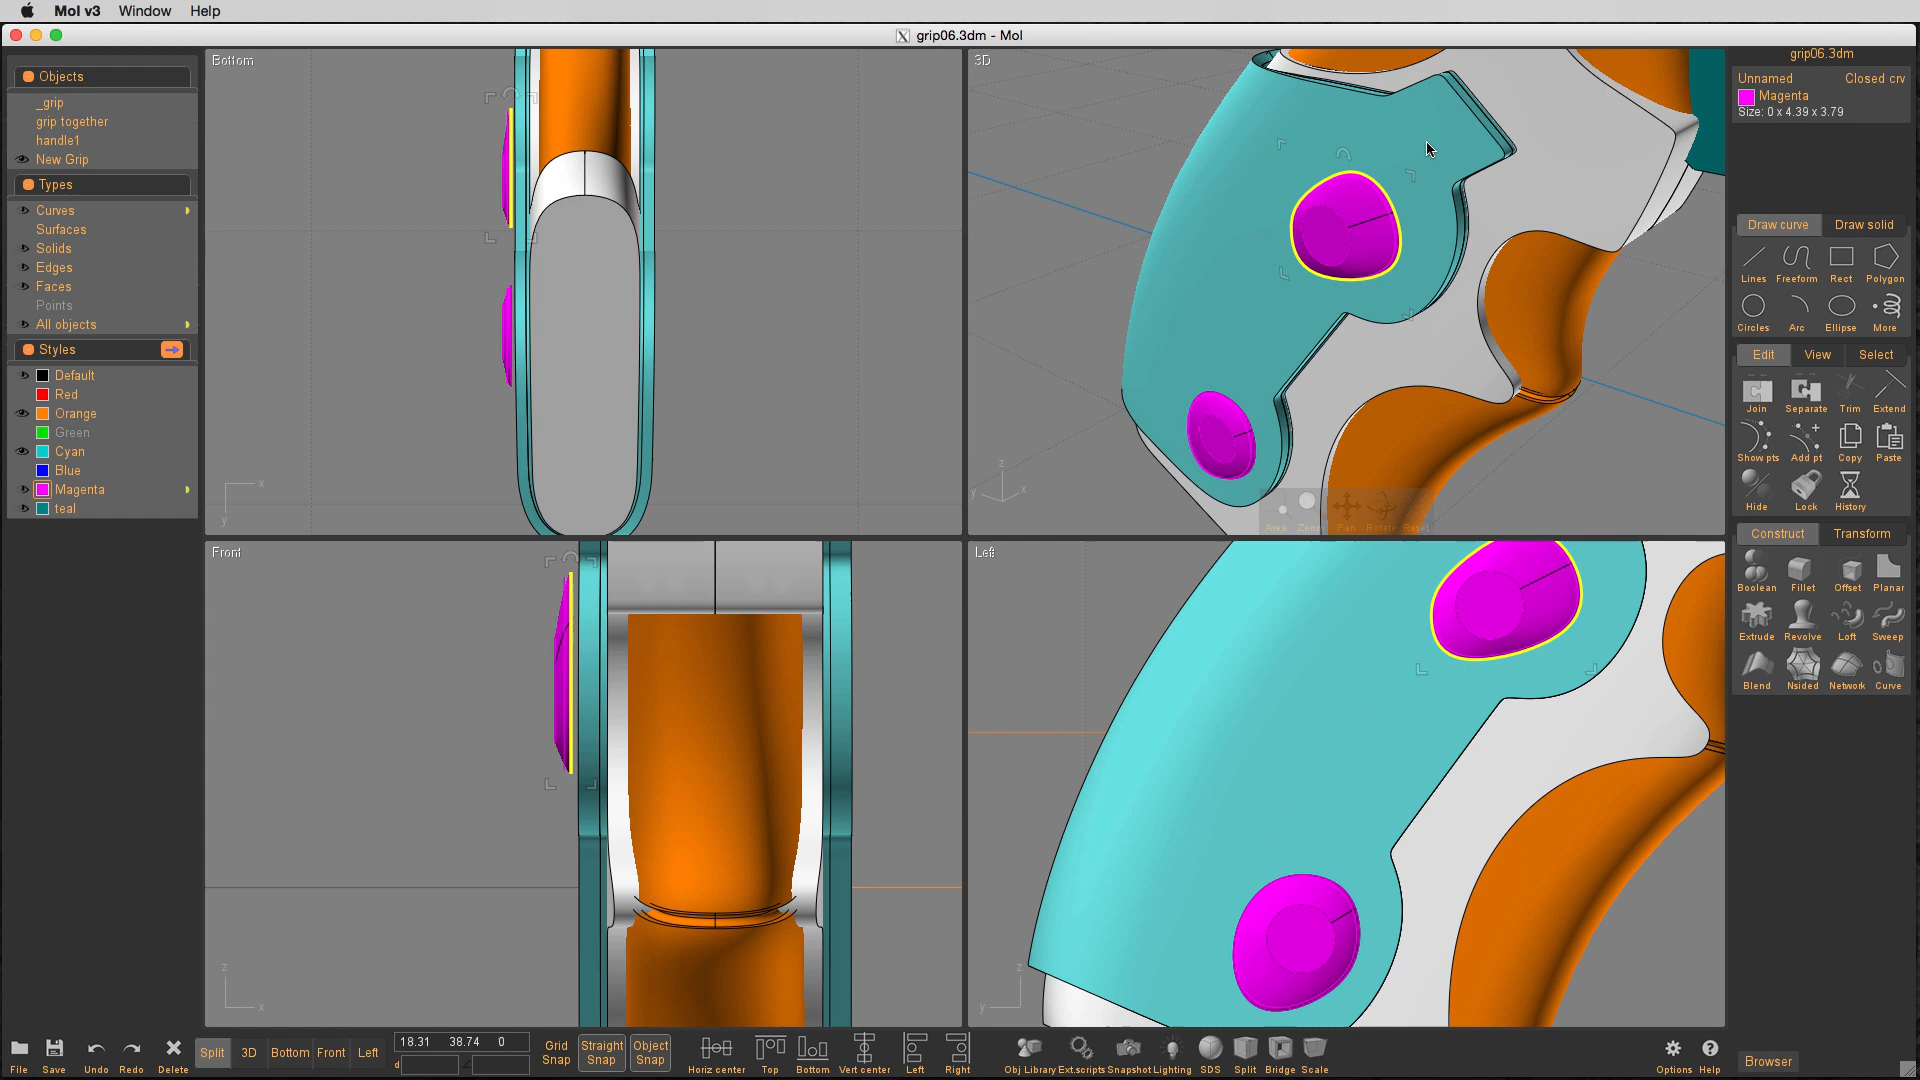 MoI v3 Window Help
grip06.3dm - MoI
Objects
_grip
grip together
handle1
New Grip
Types
Curves
Surfaces
Solids
Edges
Faces
Points
All objects
Styles
Default
Red
Orange
Green
Cyan
Blue
Magenta
teal
Bottom
x
y
3D
z
y x
Area Zoom Pan Rotate Reset
Front
z
x
Left
z
y
grip06.3dm
Unnamed Closed crv
Magenta
Size: 0 x 4.39 x 3.79
Draw curve Draw solid
Lines Freeform Rect Polygon
Circles Arc Ellipse More
Edit View Select
Join Separate Trim Extend
Show pts Add pt Copy Paste
Hide Lock History
Construct Transform
Boolean Fillet Offset Planar
Extrude Revolve Loft Sweep
Blend Nsided Network Curve
File Save Undo Redo Delete
Split 3D Bottom Front Left
18.31 38.74 0
d
Grid Snap
Straight Snap
Object Snap
Horiz center Top Bottom Vert center Left Right
Obj Library Ext.scripts Snapshot Lighting SDS Split Bridge Scale
Options Help
Browser